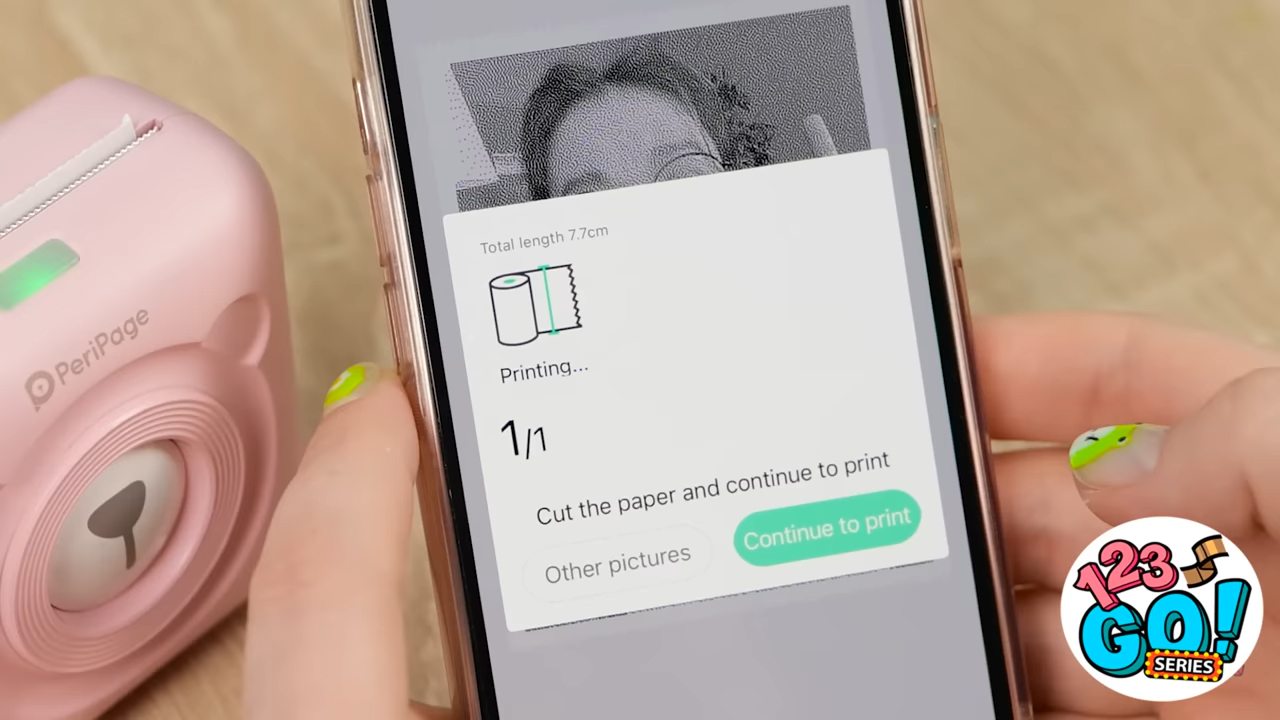 PeriPage
Total length 7.7cm
Printing...
1/1
Cut the paper and continue to print
Other pictures
Continue to print
123
GO!
SERIES